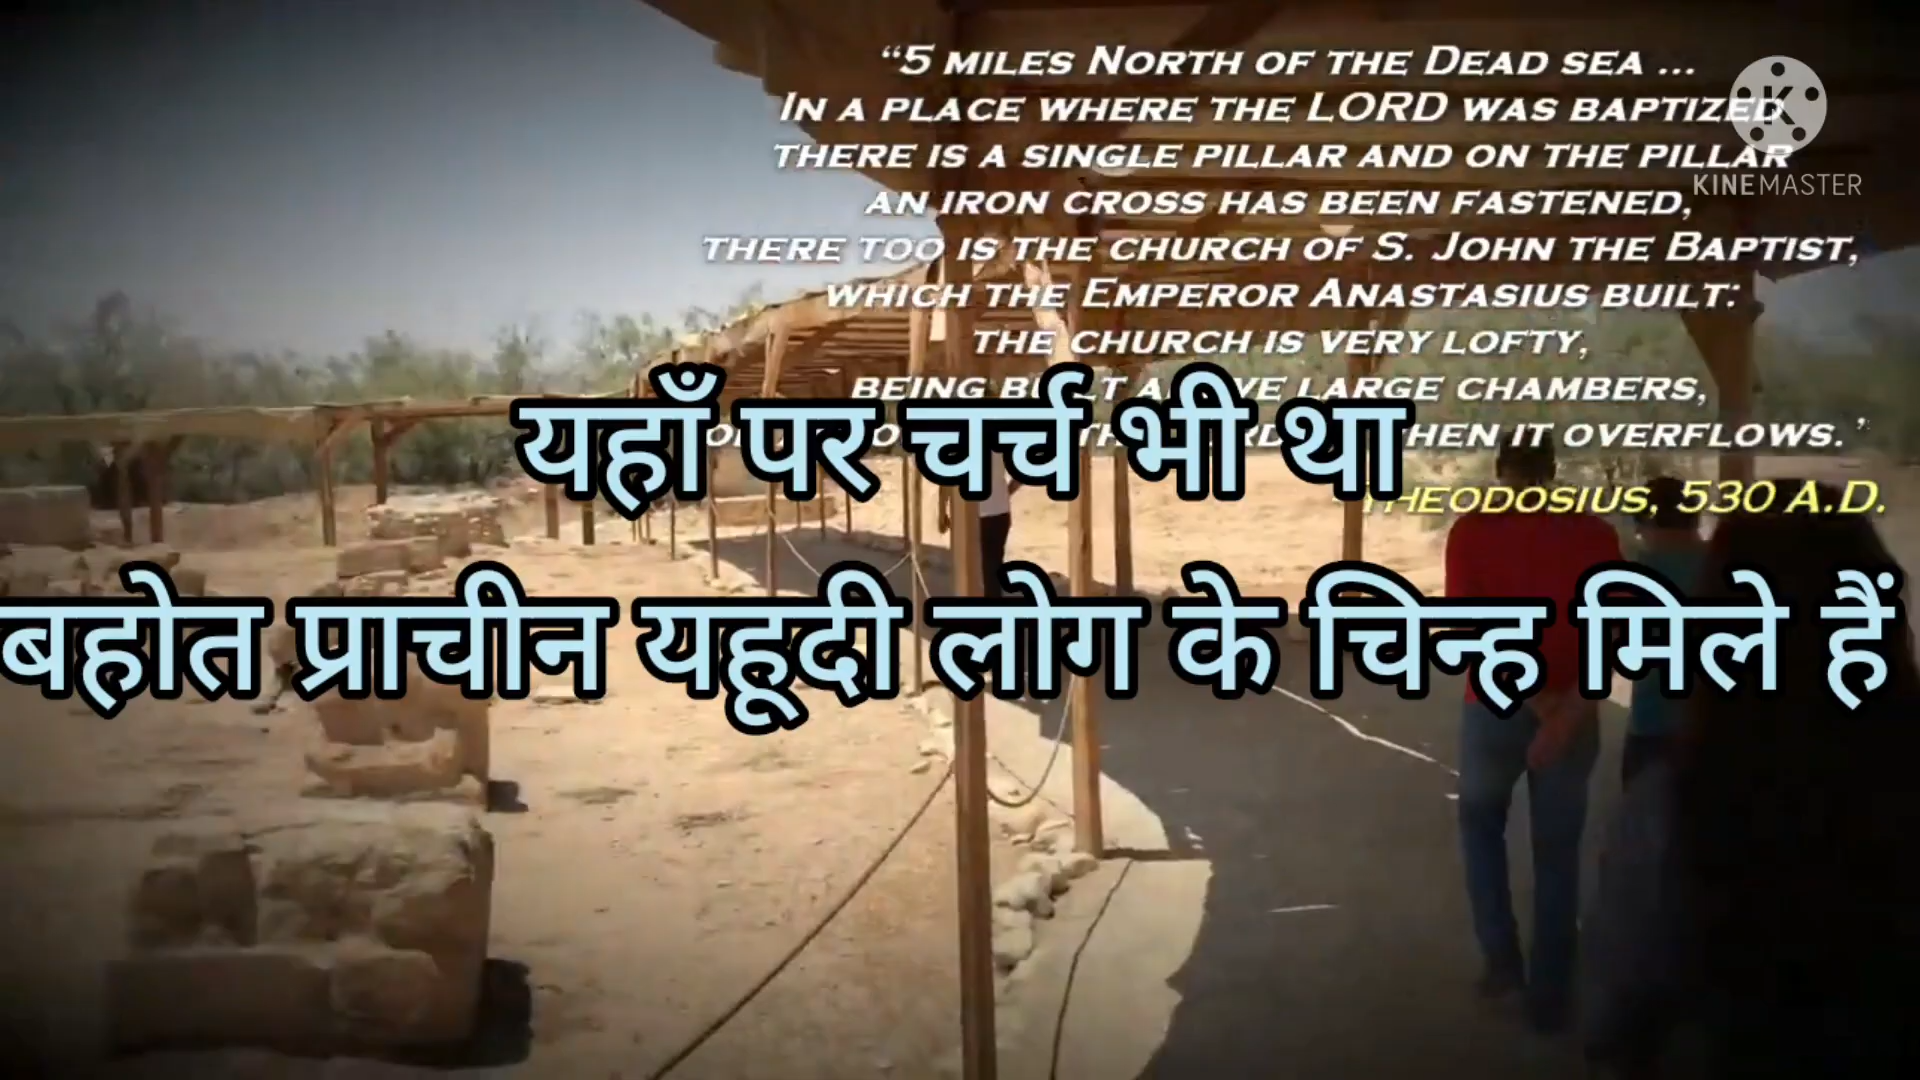 “5 MILES NORTH OF THE DEAD SEA ...
IN A PLACE WHERE THE LORD WAS BAPTIZED
THERE IS A SINGLE PILLAR AND ON THE PILLAR
AN IRON CROSS HAS BEEN FASTENED,
THERE TOO IS THE CHURCH OF S. JOHN THE BAPTIST,
WHICH THE EMPEROR ANASTASIUS BUILT:
THE CHURCH IS VERY LOFTY,
BEING BUILT ABOVE LARGE CHAMBERS,
WHEN IT OVERFLOWS.”
THEODOSIUS, 530 A.D.
KINEMASTER
यहाँ पर चर्च भी था
बहोत प्राचीन यहूदी लोग के चिन्ह मिले हैं